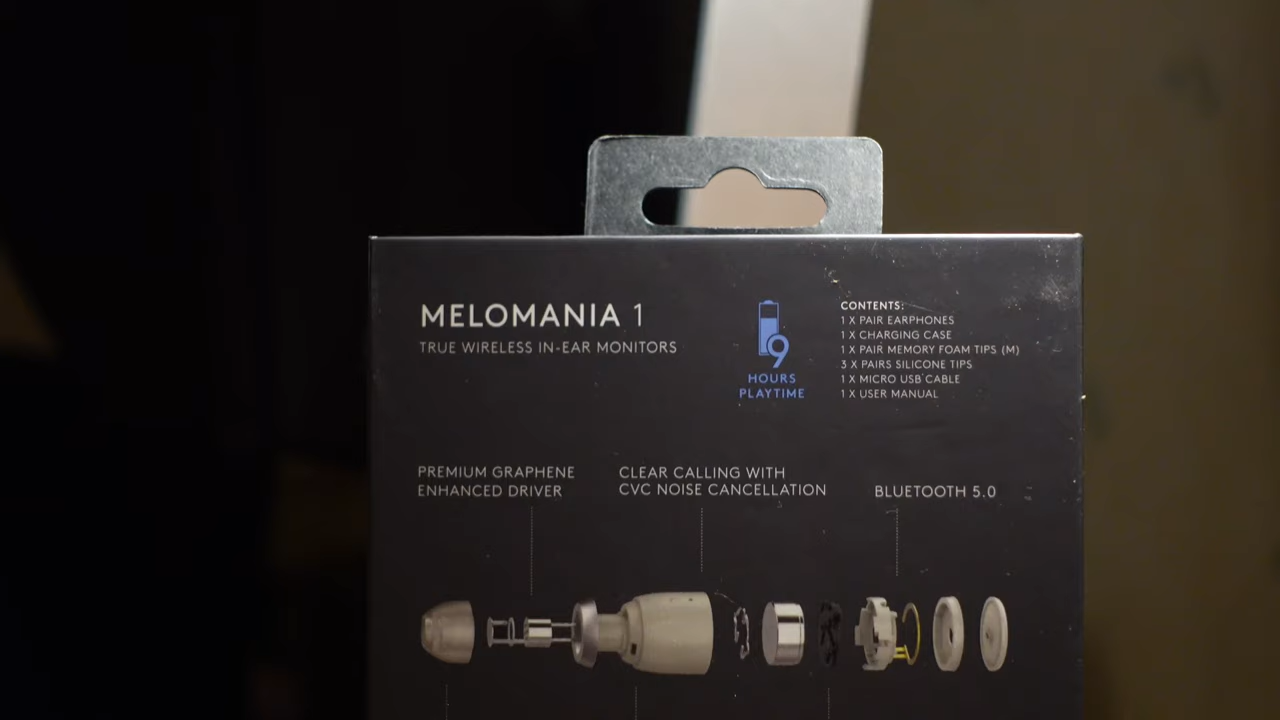 MELOMANIA 1
TRUE WIRELESS IN-EAR MONITORS
9
HOURS
PLAYTIME
CONTENTS:
1 X PAIR EARPHONES
1 X CHARGING CASE
1 X PAIR MEMORY FOAM TIPS (M)
3 X PAIRS SILICONE TIPS
1 X MICRO USB CABLE
1 X USER MANUAL
PREMIUM GRAPHENE
ENHANCED DRIVER
CLEAR CALLING WITH
CVC NOISE CANCELLATION
BLUETOOTH 5.0